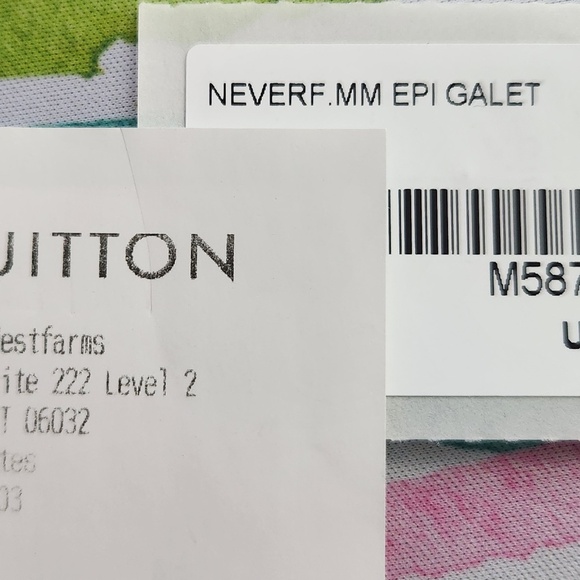 NEVERF.MM EPI GALET
M587
U
UITTON
estfarms
ite 222 Level 2
T 06032
tes
03